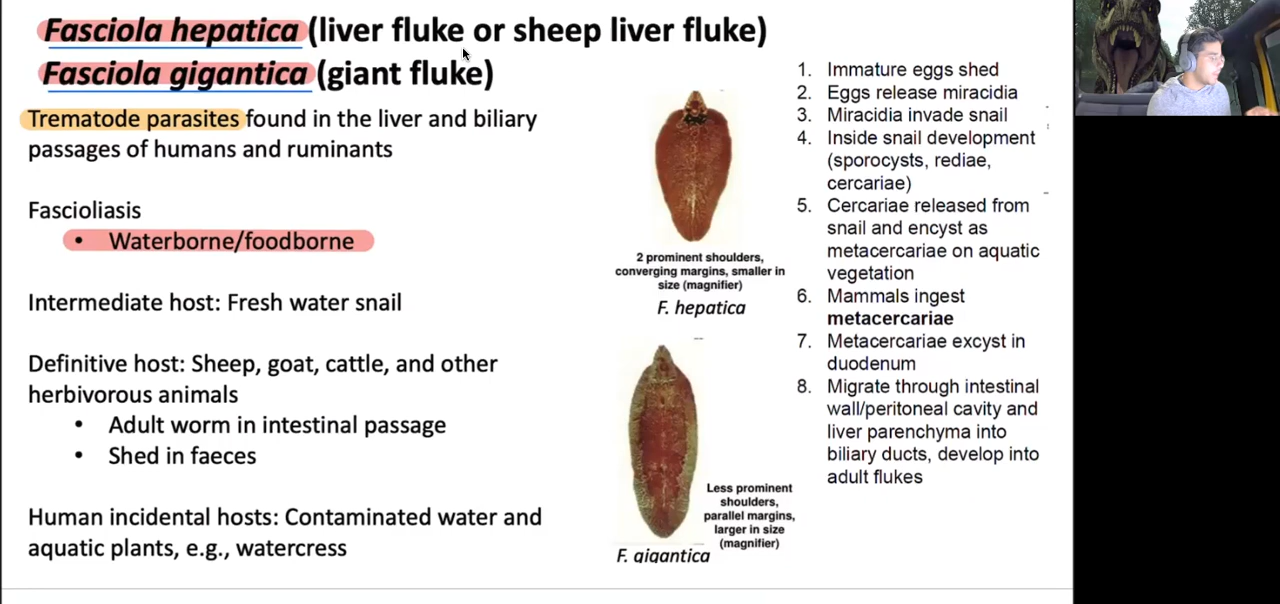 Fasciola hepatica (liver fluke or sheep liver fluke)
Fasciola gigantica (giant fluke)
Trematode parasites found in the liver and biliary
passages of humans and ruminants
Fascioliasis
• Waterborne/foodborne
Intermediate host: Fresh water snail
Definitive host: Sheep, goat, cattle, and other
herbivorous animals
• Adult worm in intestinal passage
• Shed in faeces
Human incidental hosts: Contaminated water and
aquatic plants, e.g., watercress
2 prominent shoulders,
converging margins, smaller in
size (magnifier)
F. hepatica
Less prominent
shoulders,
parallel margins,
larger in size
(magnifier)
F. gigantica
1. Immature eggs shed
2. Eggs release miracidia
3. Miracidia invade snail
4. Inside snail development
(sporocysts, rediae,
cercariae)
5. Cercariae released from
snail and encyst as
metacercariae on aquatic
vegetation
6. Mammals ingest
metacercariae
7. Metacercariae excyst in
duodenum
8. Migrate through intestinal
wall/peritoneal cavity and
liver parenchyma into
biliary ducts, develop into
adult flukes